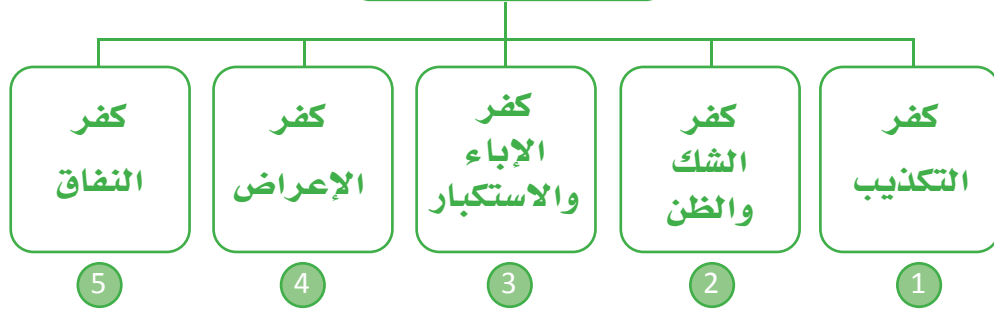 كفر
التكذيب
1
كفر
الشك
والظن
2
كفر
الإباء
والاستكبار
3
كفر
الإعراض
4
كفر
النفاق
5